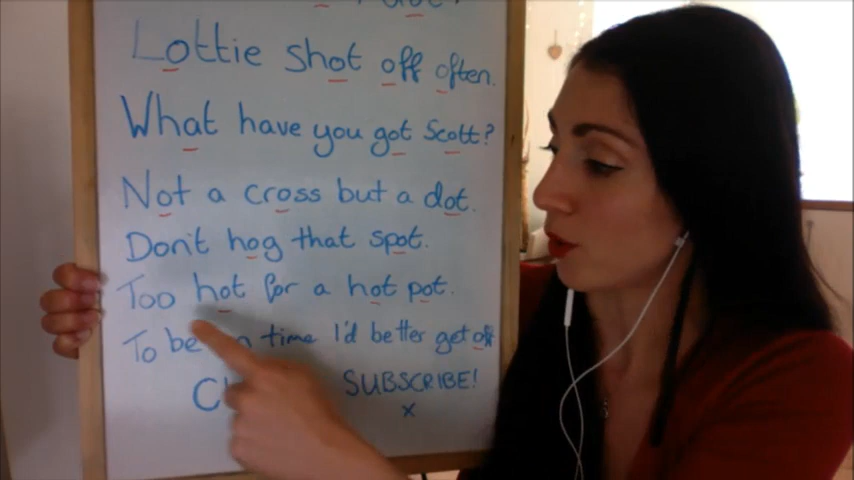 Lottie shot off often.
What have you got Scott?
Not a cross but a dot.
Don't hog that spot.
Too hot for a hot pot.
To be time I'd better get off
SUBSCRIBE!
x